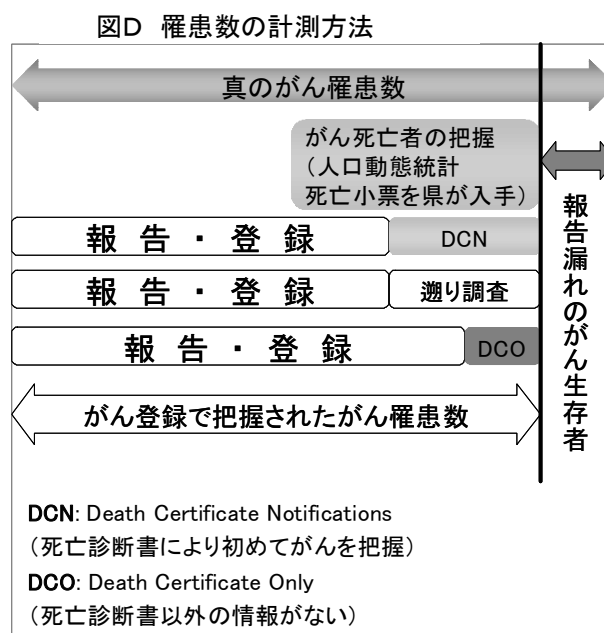 図D 罹患数の計測方法
真のがん罹患数
がん死亡者の把握
（人口動態統計
死亡小票を県が入手）
報告漏れのがん生存者
報 告 ・ 登 録 DCN
報 告 ・ 登 録 遡り調査
報 告 ・ 登 録 DCO
がん登録で把握されたがん罹患数
DCN: Death Certificate Notifications
（死亡診断書により初めてがんを把握）
DCO: Death Certificate Only
（死亡診断書以外の情報がない）